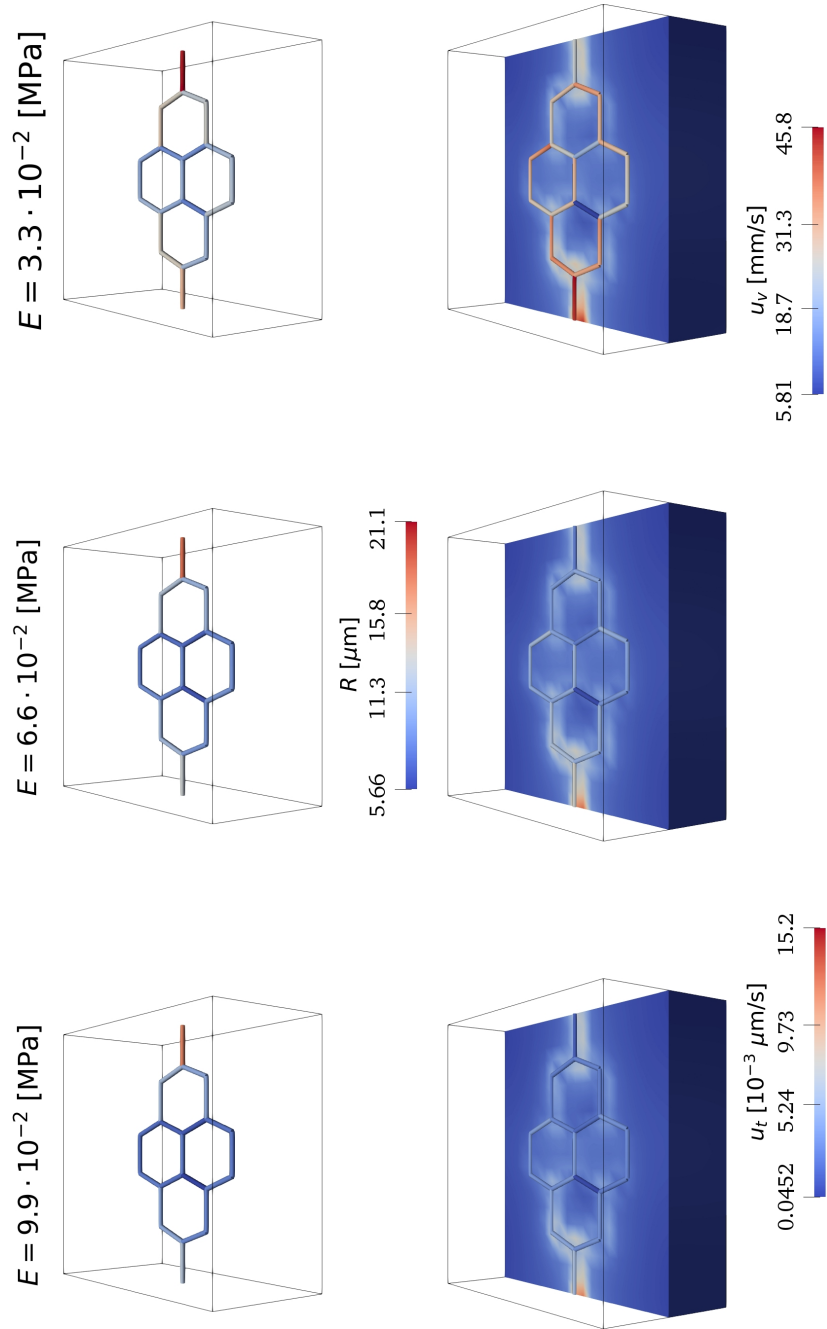 E = 9.9 · 10⁻² [MPa]
E = 6.6 · 10⁻² [MPa]
E = 3.3 · 10⁻² [MPa]
R [μm]
5.66 11.3 15.8 21.1
u_t [10⁻³ μm/s]
0.0452 5.24 9.73 15.2
u_v [mm/s]
5.81 18.7 31.3 45.8